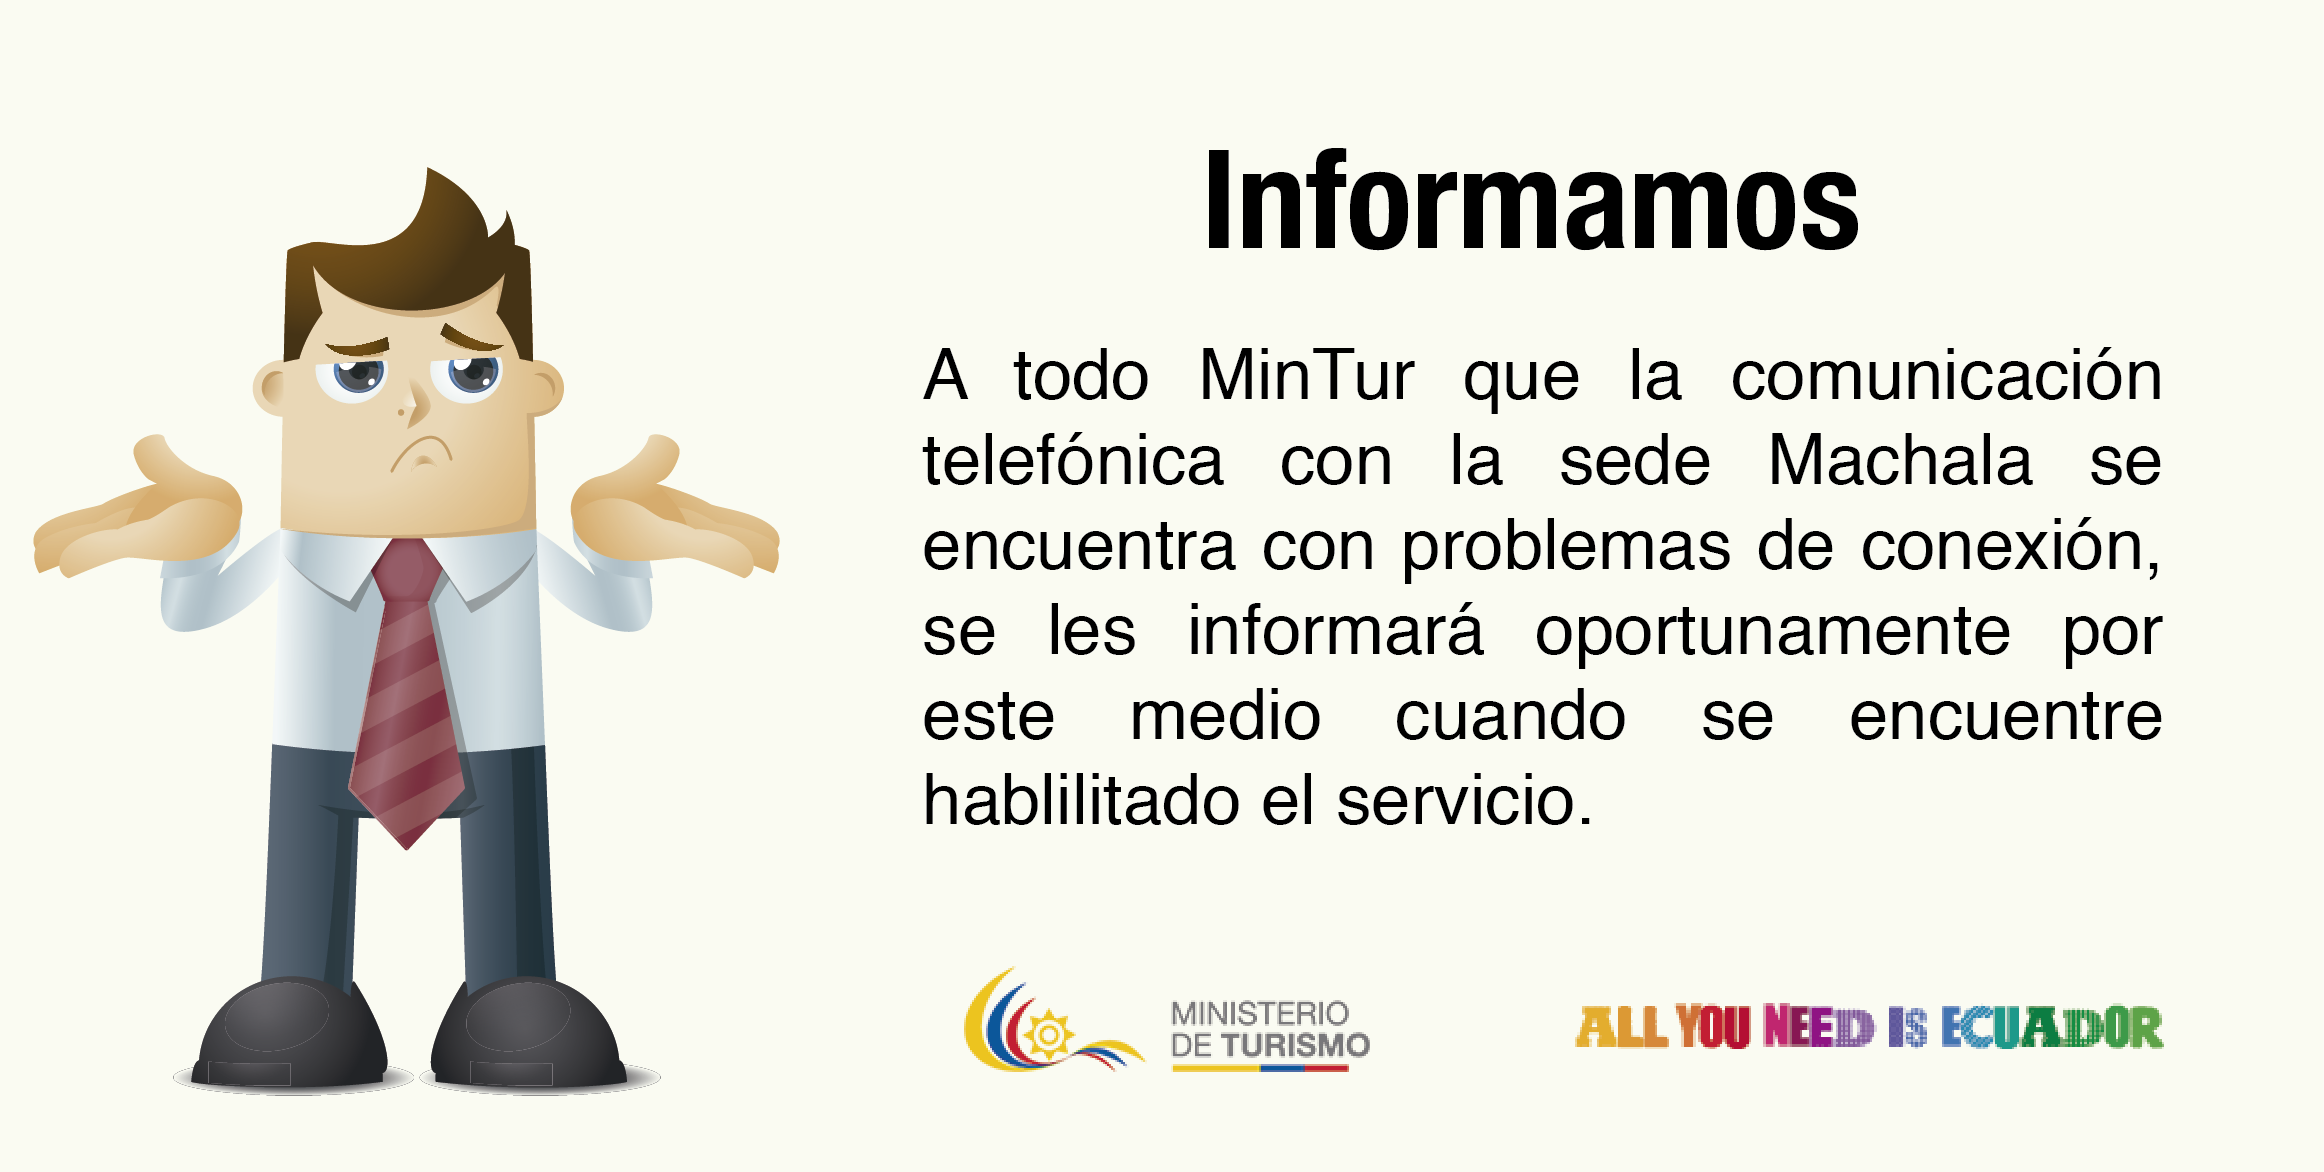 Informamos
A todo MinTur que la comunicación
telefónica con la sede Machala se
encuentra con problemas de conexión,
se les informará oportunamente por
este medio cuando se encuentre
hablilitado el servicio.
MINISTERIO
DE TURISMO
ALL YOU NEED IS ECUADOR